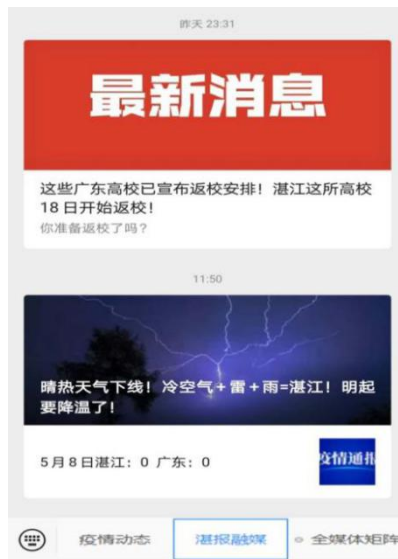 昨天 23:31
最新消息
这些广东高校已宣布返校安排！湛江这所高校
18日开始返校！
你准备返校了吗？
11:50
晴热天气下线！冷空气+雷+雨=湛江！明起
要降温了！
5月8日湛江：0 广东：0
疫情通报
疫情动态
湛报融媒
全媒体矩阵